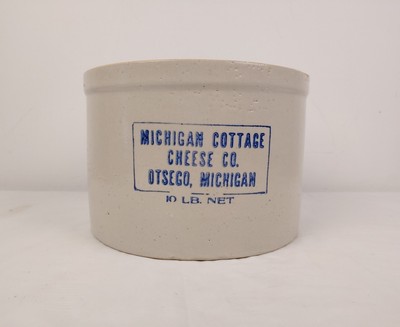 MICHIGAN COTTAGE
CHEESE CO.
OTSEGO, MICHIGAN
10 LB. NET